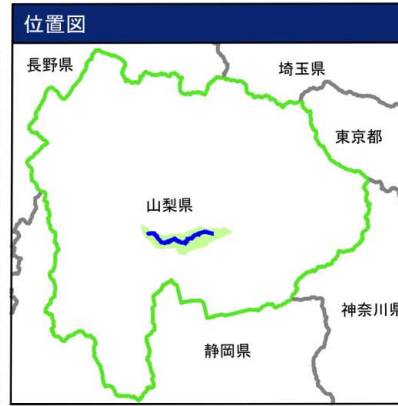 位置図
長野県
埼玉県
東京都
山梨県
神奈川県
静岡県